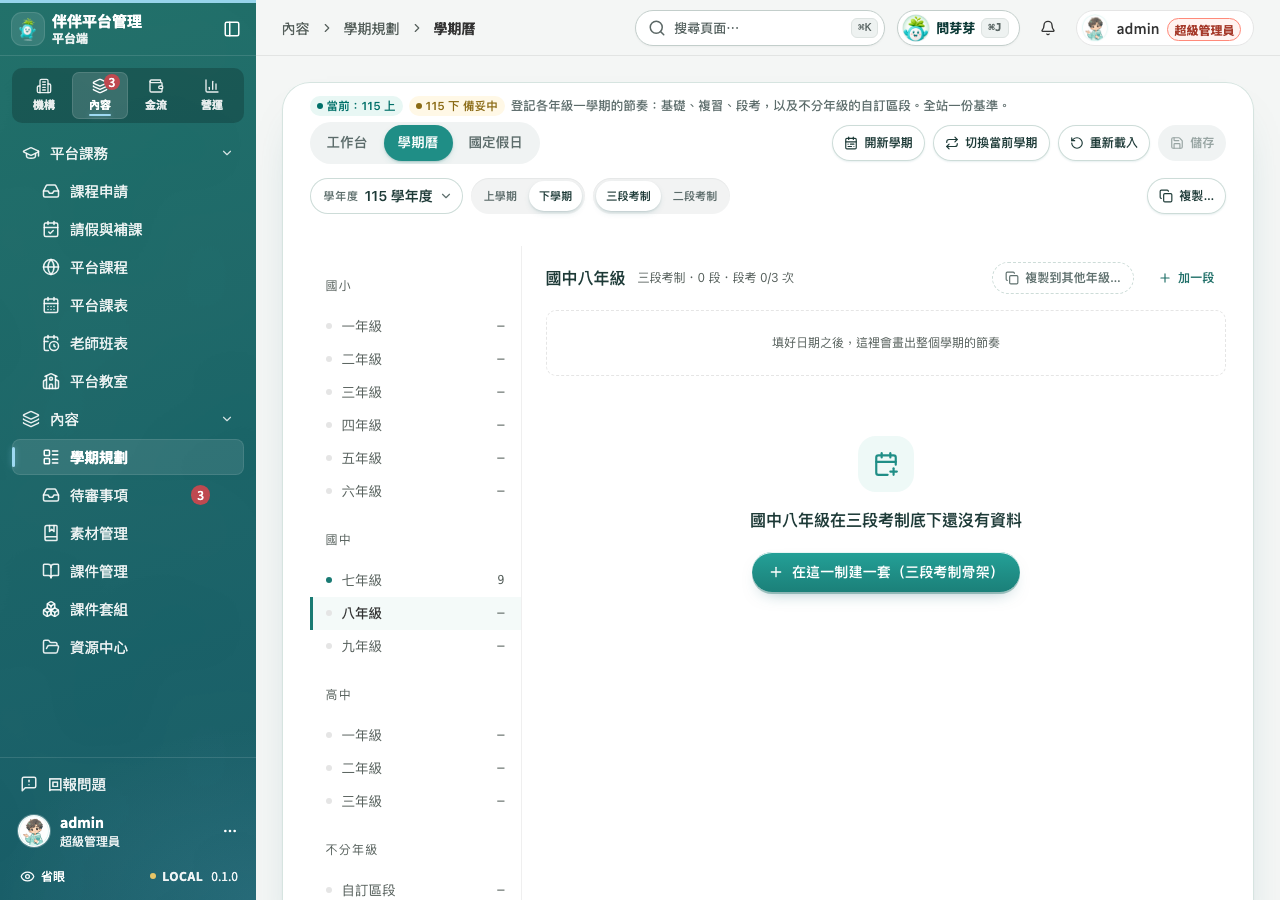 伴伴平台管理
平台端
機構
內容
3
金流
營運
平台課務
課程申請
請假與補課
平台課程
平台課表
老師班表
平台教室
內容
學期規劃
待審事項
3
素材管理
課件管理
課件套組
資源中心
回報問題
admin
超級管理員
省眼
LOCAL 0.1.0
內容 學期規劃 學期曆
搜尋頁面… ⌘K
問芽芽 ⌘J
admin 超級管理員
當前：115 上
115 下 備妥中
登記各年級一學期的節奏：基礎、複習、段考，以及不分年級的自訂區段。全站一份基準。
工作台 學期曆 國定假日
開新學期 切換當前學期 重新載入 儲存
學年度 115 學年度
上學期 下學期
三段考制 二段考制
複製...
國小
一年級 –
二年級 –
三年級 –
四年級 –
五年級 –
六年級 –
國中
七年級 9
八年級 –
九年級 –
高中
一年級 –
二年級 –
三年級 –
不分年級
自訂區段 –
國中八年級 三段考制 · 0 段 · 段考 0/3 次
複製到其他年級...
加一段
填好日期之後，這裡會畫出整個學期的節奏
國中八年級在三段考制底下還沒有資料
在這一制建一套（三段考制骨架）